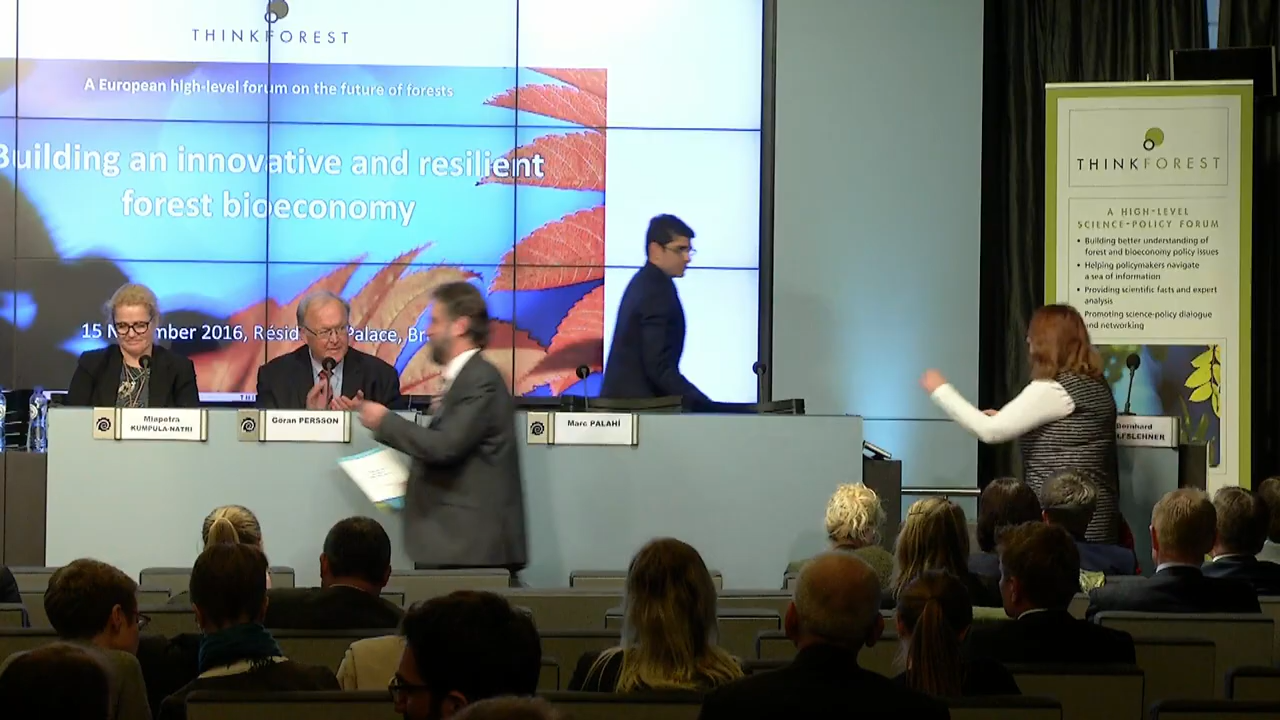 THINKFOREST
A European high-level forum on the future of forests
Building an innovative and resilient
forest bioeconomy
15 November 2016, Résid Palace, Br
THI
Miapetra
KUMPULA-NATRI
Göran PERSSON
Marc PALAHÍ
THINKFOREST
A HIGH-LEVEL
SCIENCE-POLICY FORUM
• Building better understanding of
forest and bioeconomy policy issues
• Helping policymakers navigate
a sea of information
• Providing scientific facts and expert
analysis
Promoting science-policy dialogue
and networking
Bernhard
LFSLEHNER